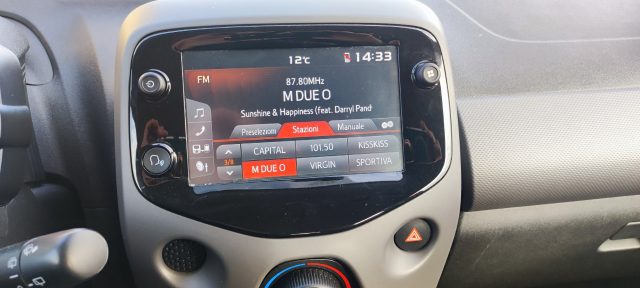 12°C 14:33
FM
87.80MHz
M DUE O
Sunshine & Happiness (feat. Darryl Pand
Preselezioni Stazioni Manuale
CAPITAL 101.50 KISSKISS
3/8
M DUE O VIRGIN SPORTIVA